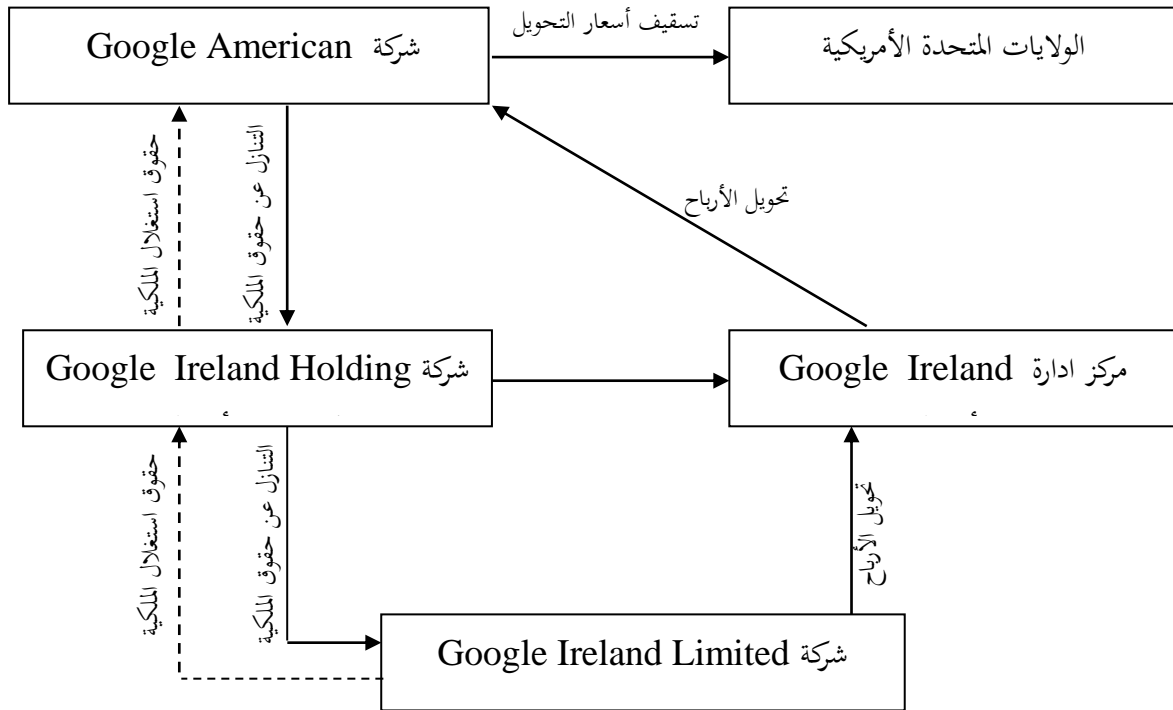 شركة Google American
تسقيف أسعار التحويل
الولايات المتحدة الأمريكية
حقوق استغلال الملكية
التنازل عن حقوق الملكية
تحويل الأرباح
شركة Google Ireland Holding
مركز ادارة Google Ireland
حقوق استغلال الملكية
التنازل عن حقوق الملكية
تحويل الأرباح
شركة Google Ireland Limited